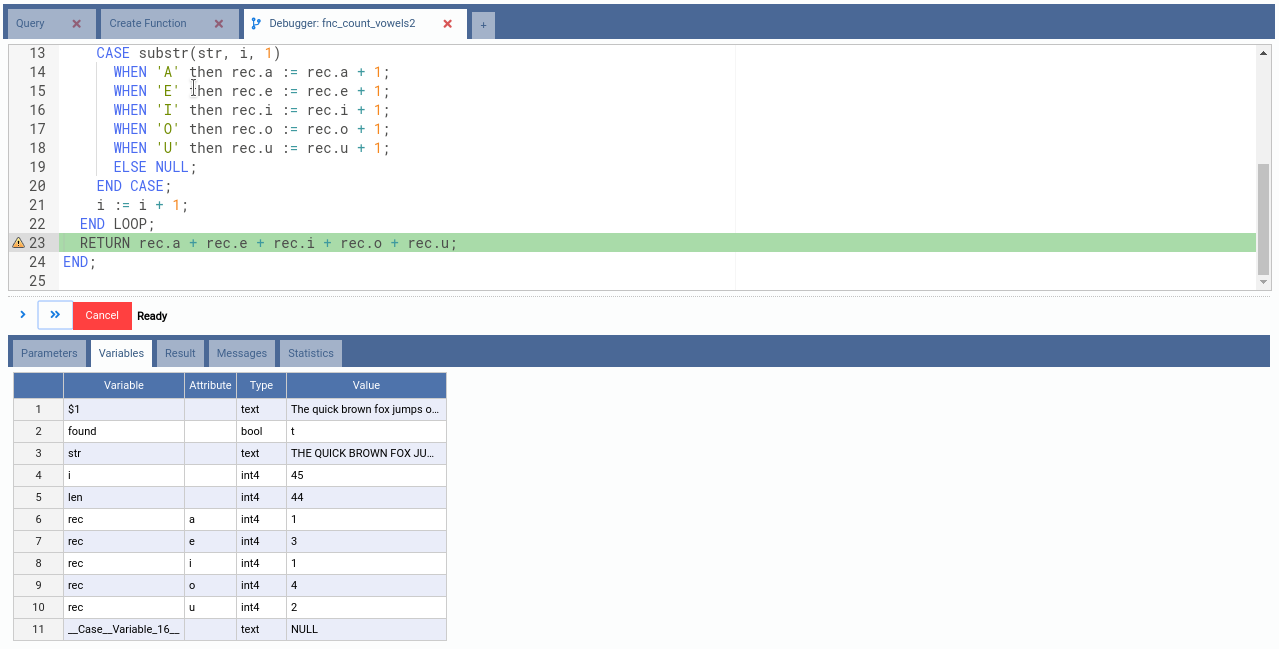 Query
Create Function
Debugger: fnc_count_vowels2
+
13 CASE substr(str, i, 1)
14 WHEN 'A' then rec.a := rec.a + 1;
15 WHEN 'E' then rec.e := rec.e + 1;
16 WHEN 'I' then rec.i := rec.i + 1;
17 WHEN 'O' then rec.o := rec.o + 1;
18 WHEN 'U' then rec.u := rec.u + 1;
19 ELSE NULL;
20 END CASE;
21 i := i + 1;
22 END LOOP;
23 RETURN rec.a + rec.e + rec.i + rec.o + rec.u;
24 END;
25
Cancel Ready
Parameters Variables Result Messages Statistics
Variable Attribute Type Value
1 $1 text The quick brown fox jumps o...
2 found bool t
3 str text THE QUICK BROWN FOX JU...
4 i int4 45
5 len int4 44
6 rec a int4 1
7 rec e int4 3
8 rec i int4 1
9 rec o int4 4
10 rec u int4 2
11 __Case__Variable_16__ text NULL